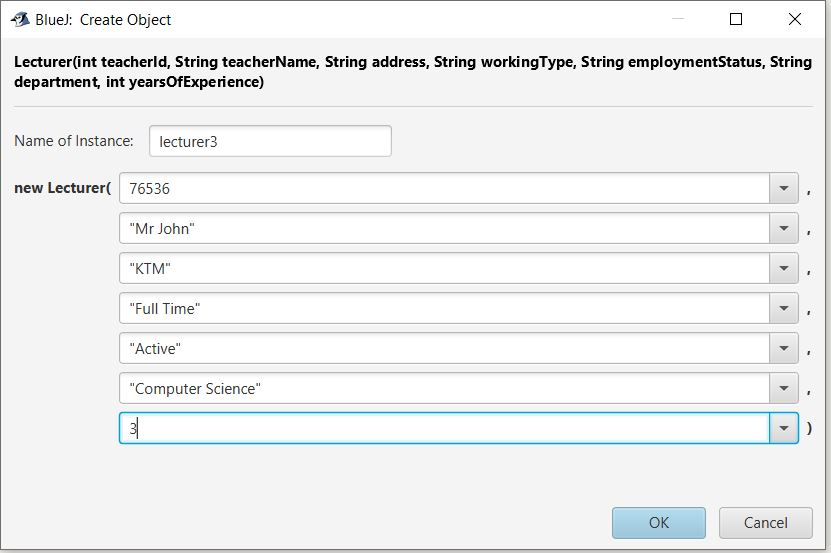 BlueJ: Create Object
Lecturer(int teacherId, String teacherName, String address, String workingType, String employmentStatus, String
department, int yearsOfExperience)
Name of Instance: lecturer3
new Lecturer( 76536 ,
"Mr John" ,
"KTM" ,
"Full Time" ,
"Active" ,
"Computer Science" ,
3 )
OK Cancel